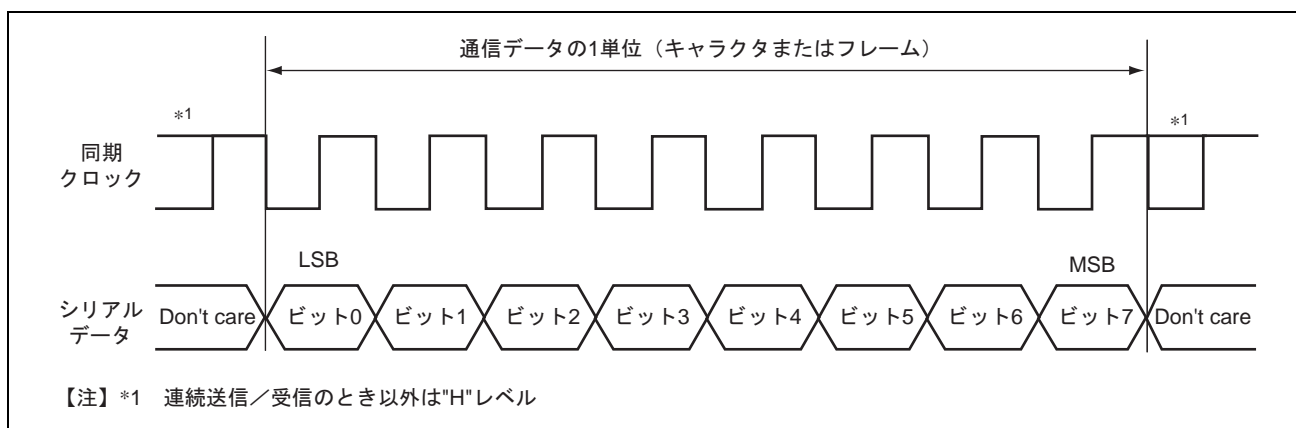 通信データの1単位（キャラクタまたはフレーム）
*1
*1
同期
クロック
LSB
MSB
シリアル
データ
Don't care
ビット0
ビット1
ビット2
ビット3
ビット4
ビット5
ビット6
ビット7
Don't care
【注】*1 連続送信／受信のとき以外は"H"レベル